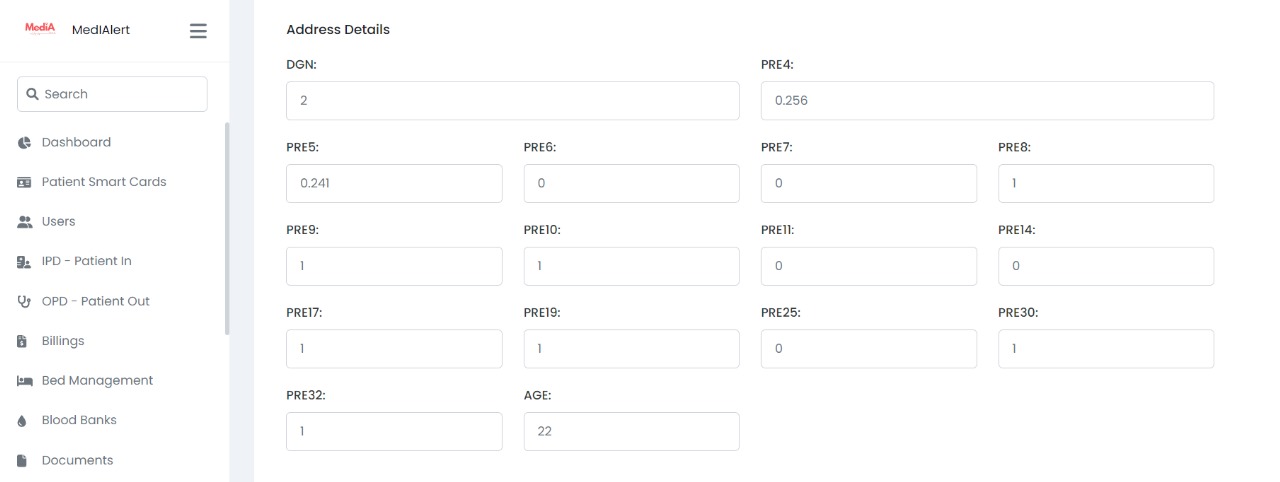 MediA
MedIAlert
Search
Dashboard
Patient Smart Cards
Users
IPD - Patient In
OPD - Patient Out
Billings
Bed Management
Blood Banks
Documents
Address Details
DGN: PRE4:
2 0.256
PRE5: PRE6: PRE7: PRE8:
0.241 0 0 1
PRE9: PRE10: PRE11: PRE14:
1 1 0 0
PRE17: PRE19: PRE25: PRE30:
1 1 0 1
PRE32: AGE:
1 22